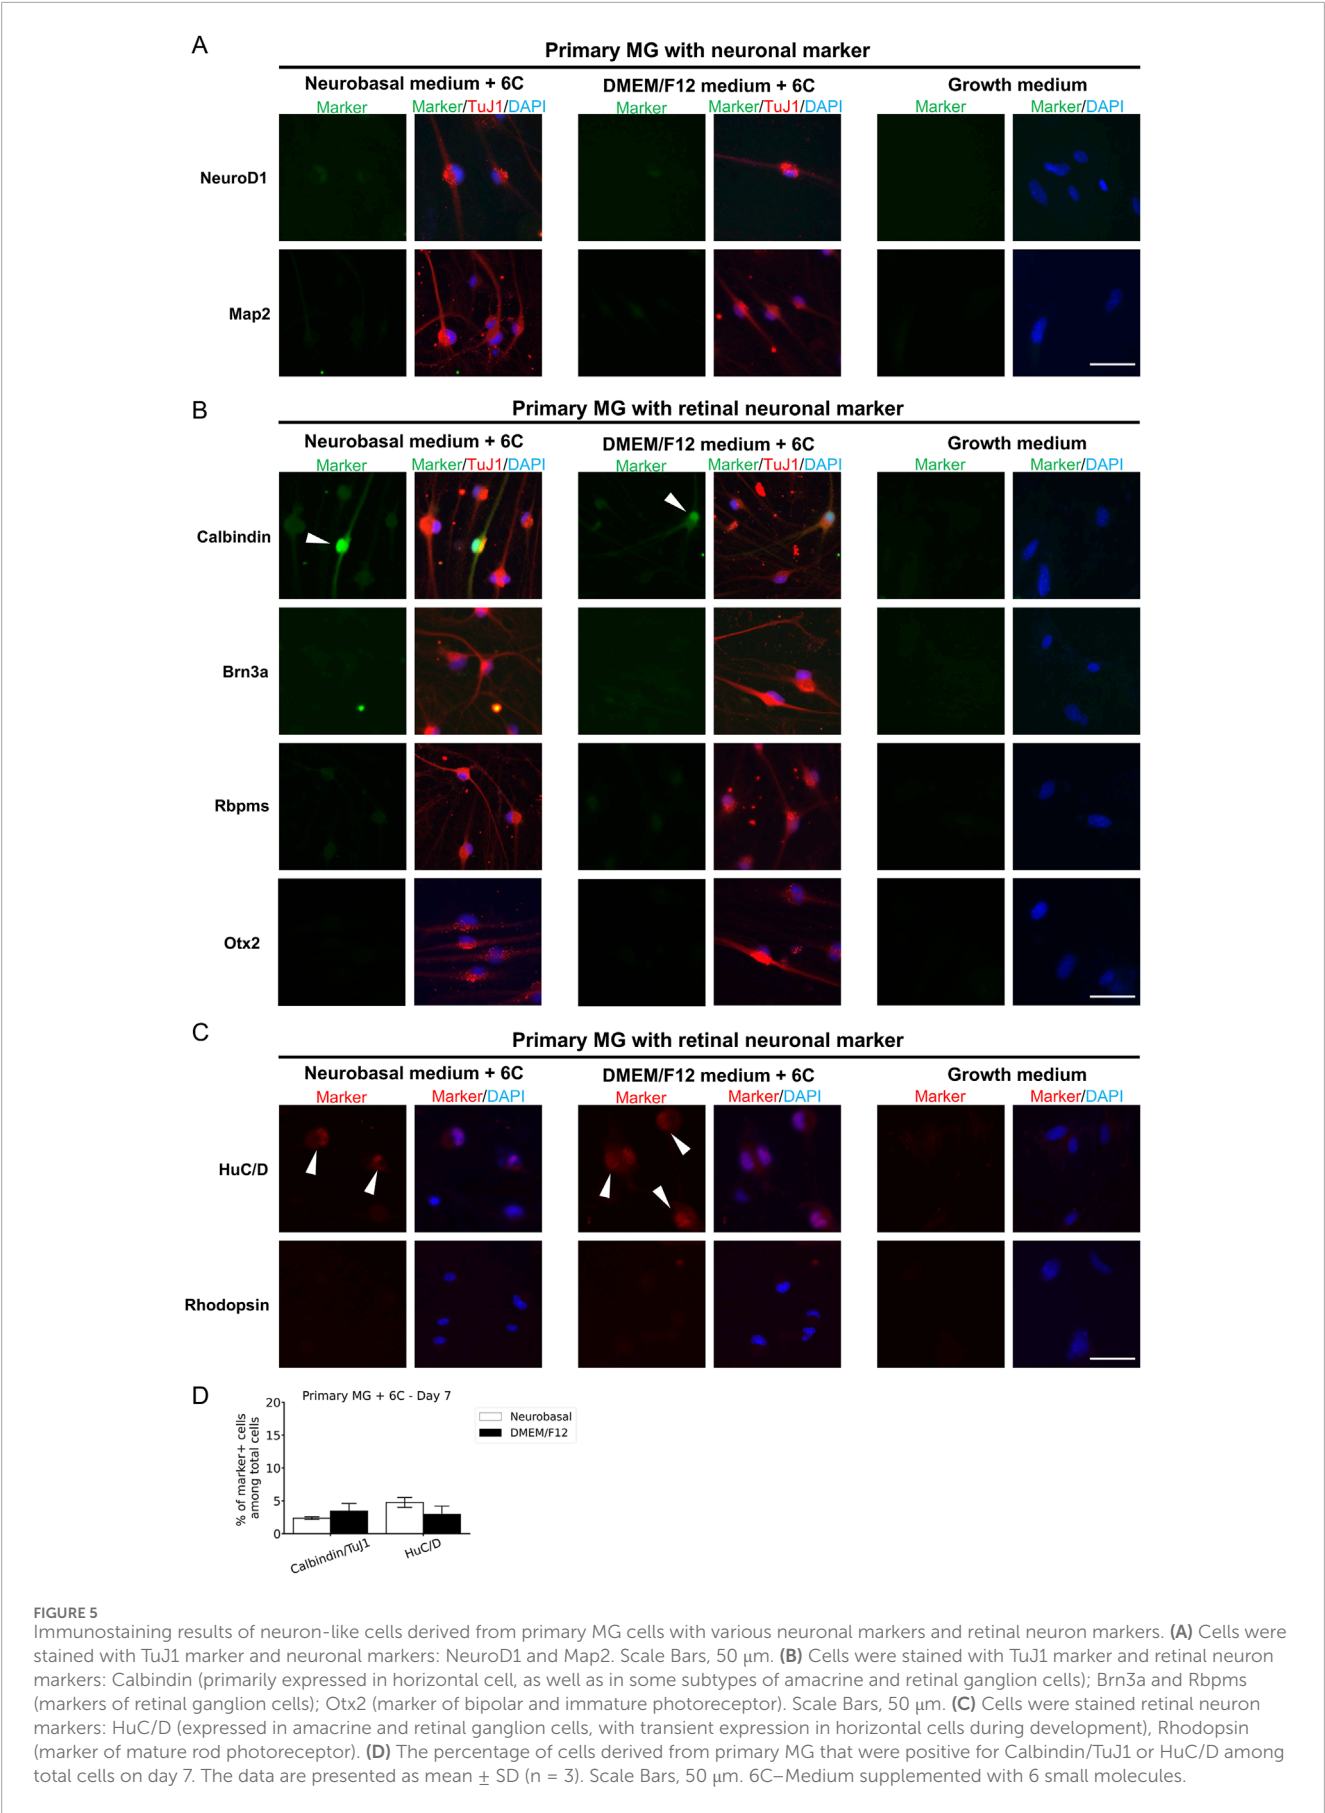 A
Primary MG with neuronal marker
Neurobasal medium + 6C
DMEM/F12 medium + 6C
Growth medium
Marker
Marker/TuJ1/DAPI
Marker
Marker/TuJ1/DAPI
Marker
Marker/DAPI
NeuroD1
Map2
B
Primary MG with retinal neuronal marker
Neurobasal medium + 6C
DMEM/F12 medium + 6C
Growth medium
Marker
Marker/TuJ1/DAPI
Marker
Marker/TuJ1/DAPI
Marker
Marker/DAPI
Calbindin
Brn3a
Rbpms
Otx2
C
Primary MG with retinal neuronal marker
Neurobasal medium + 6C
DMEM/F12 medium + 6C
Growth medium
Marker
Marker/DAPI
Marker
Marker/DAPI
Marker
Marker/DAPI
HuC/D
Rhodopsin
D
Primary MG + 6C - Day 7
% of marker+ cells
among total cells
20
15
10
5
0
Calbindin/TuJ1
HuC/D
Neurobasal
DMEM/F12
FIGURE 5
Immunostaining results of neuron-like cells derived from primary MG cells with various neuronal markers and retinal neuron markers. (A) Cells were
stained with TuJ1 marker and neuronal markers: NeuroD1 and Map2. Scale Bars, 50 μm. (B) Cells were stained with TuJ1 marker and retinal neuron
markers: Calbindin (primarily expressed in horizontal cell, as well as in some subtypes of amacrine and retinal ganglion cells); Brn3a and Rbpms
(markers of retinal ganglion cells); Otx2 (marker of bipolar and immature photoreceptor). Scale Bars, 50 μm. (C) Cells were stained retinal neuron
markers: HuC/D (expressed in amacrine and retinal ganglion cells, with transient expression in horizontal cells during development), Rhodopsin
(marker of mature rod photoreceptor). (D) The percentage of cells derived from primary MG that were positive for Calbindin/TuJ1 or HuC/D among
total cells on day 7. The data are presented as mean ± SD (n = 3). Scale Bars, 50 μm. 6C–Medium supplemented with 6 small molecules.